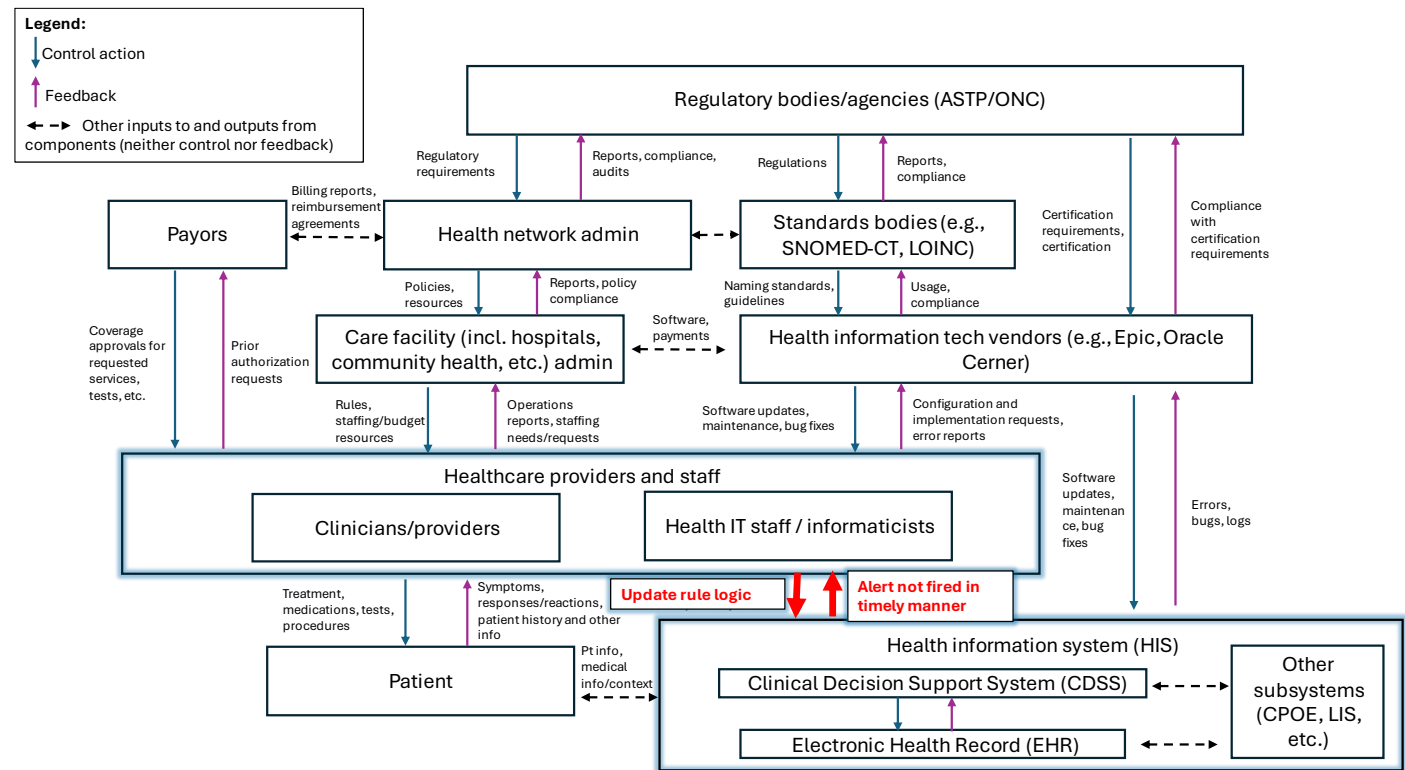 Legend:
Control action
Feedback
Other inputs to and outputs from
components (neither control nor feedback)
Regulatory bodies/agencies (ASTP/ONC)
Regulatory
requirements
Reports, compliance,
audits
Regulations
Reports,
compliance
Certification
requirements,
certification
Compliance
with
certification
requirements
Payors
Billing reports,
reimbursement
agreements
Health network admin
Standards bodies (e.g.,
SNOMED-CT, LOINC)
Policies,
resources
Reports, policy
compliance
Naming standards,
guidelines
Usage,
compliance
Coverage
approvals for
requested
services,
tests, etc.
Prior
authorization
requests
Care facility (incl. hospitals,
community health, etc.) admin
Software,
payments
Health information tech vendors (e.g., Epic, Oracle
Cerner)
Rules,
staffing/budget
resources
Operations
reports, staffing
needs/requests
Software updates,
maintenance, bug fixes
Configuration and
implementation requests,
error reports
Healthcare providers and staff
Clinicians/providers
Health IT staff / informaticists
Software
updates,
maintenan
ce, bug
fixes
Errors,
bugs, logs
Treatment,
medications, tests,
procedures
Symptoms,
responses/reactions,
patient history and other
info
Update rule logic
Alert not fired in
timely manner
Patient
Pt info,
medical
info/context
Health information system (HIS)
Clinical Decision Support System (CDSS)
Electronic Health Record (EHR)
Other
subsystems
(CPOE, LIS,
etc.)